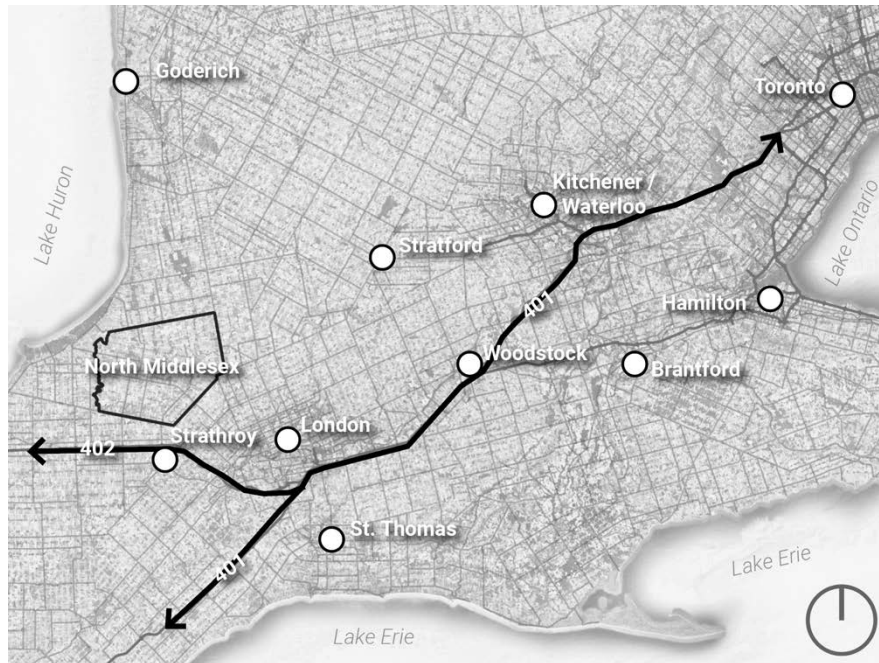 Goderich
Toronto
Lake Huron
Kitchener /
Waterloo
Stratford
Lake Ontario
401
Hamilton
North Middlesex
Woodstock
Brantford
London
Strathroy
402
St. Thomas
401
Lake Erie
Lake Erie